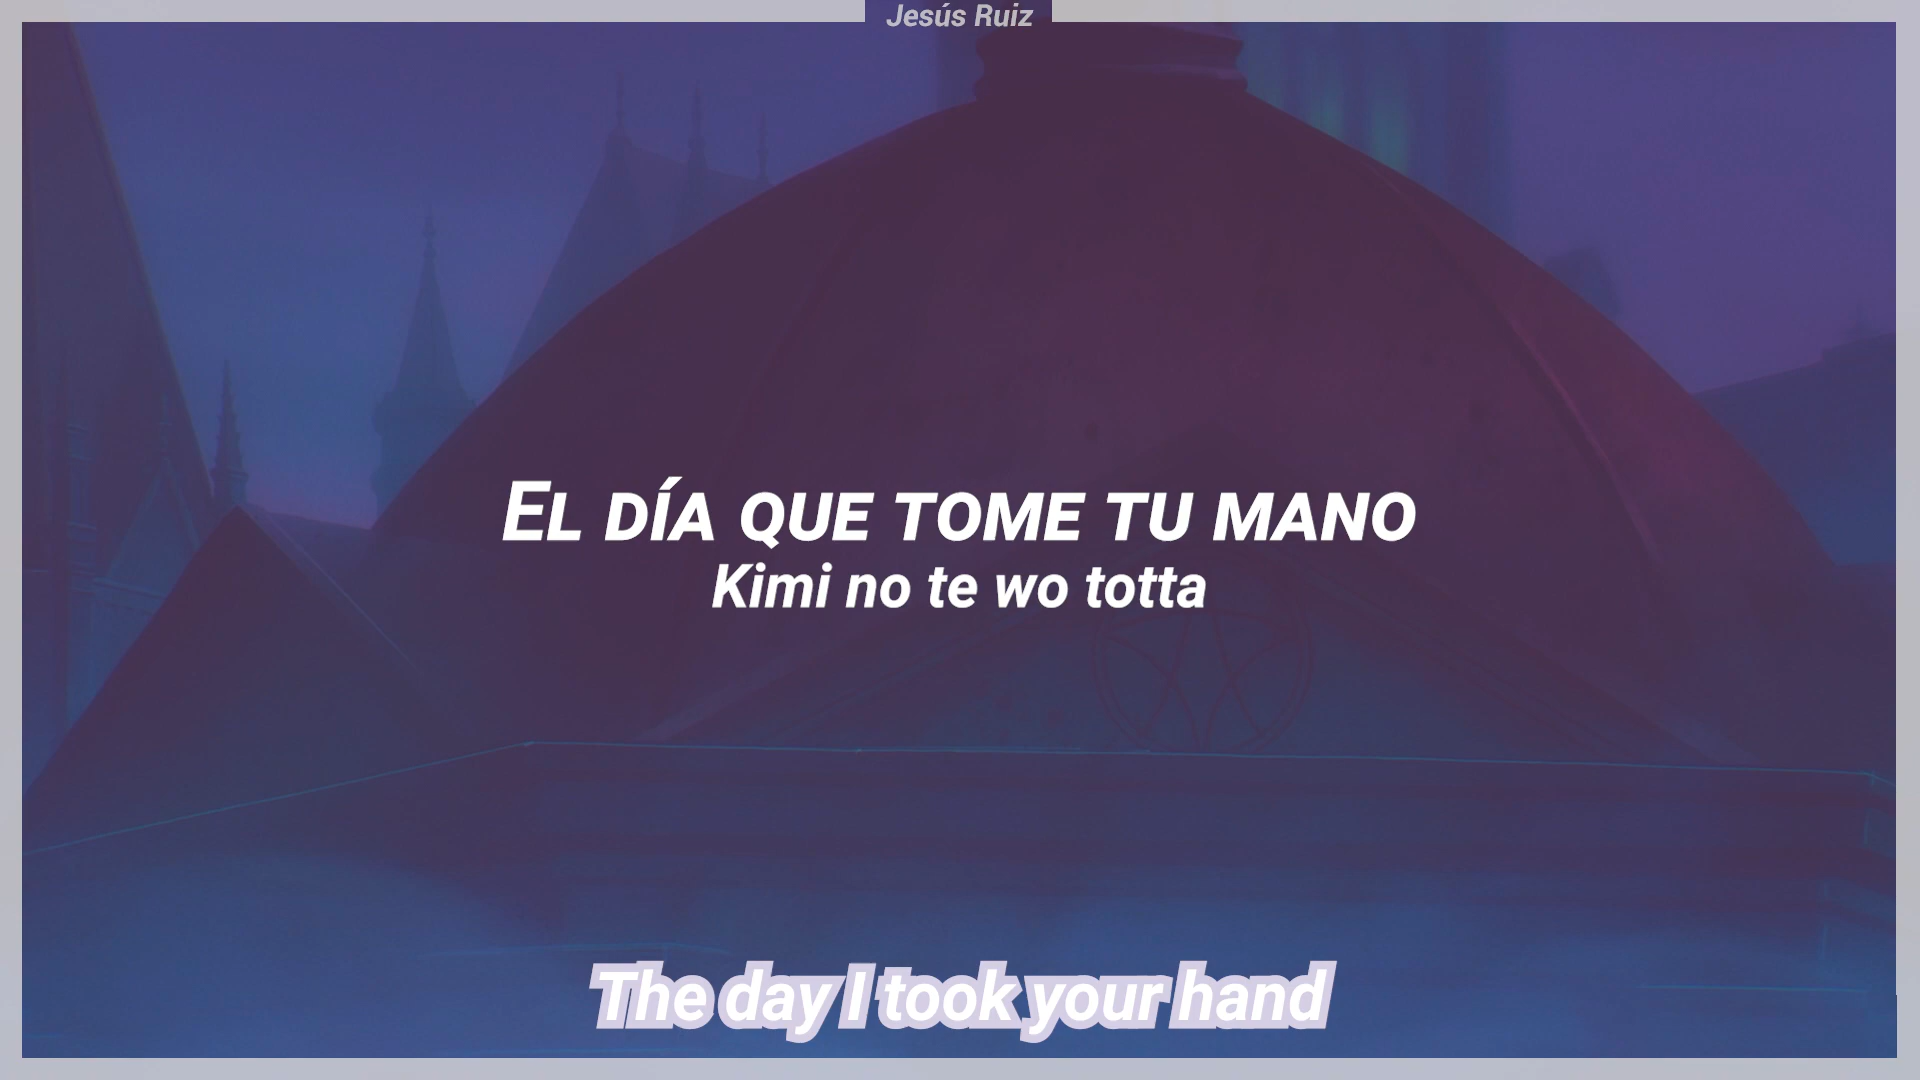 Jesús Ruiz
El día que tome tu mano
Kimi no te wo totta
The day I took your hand